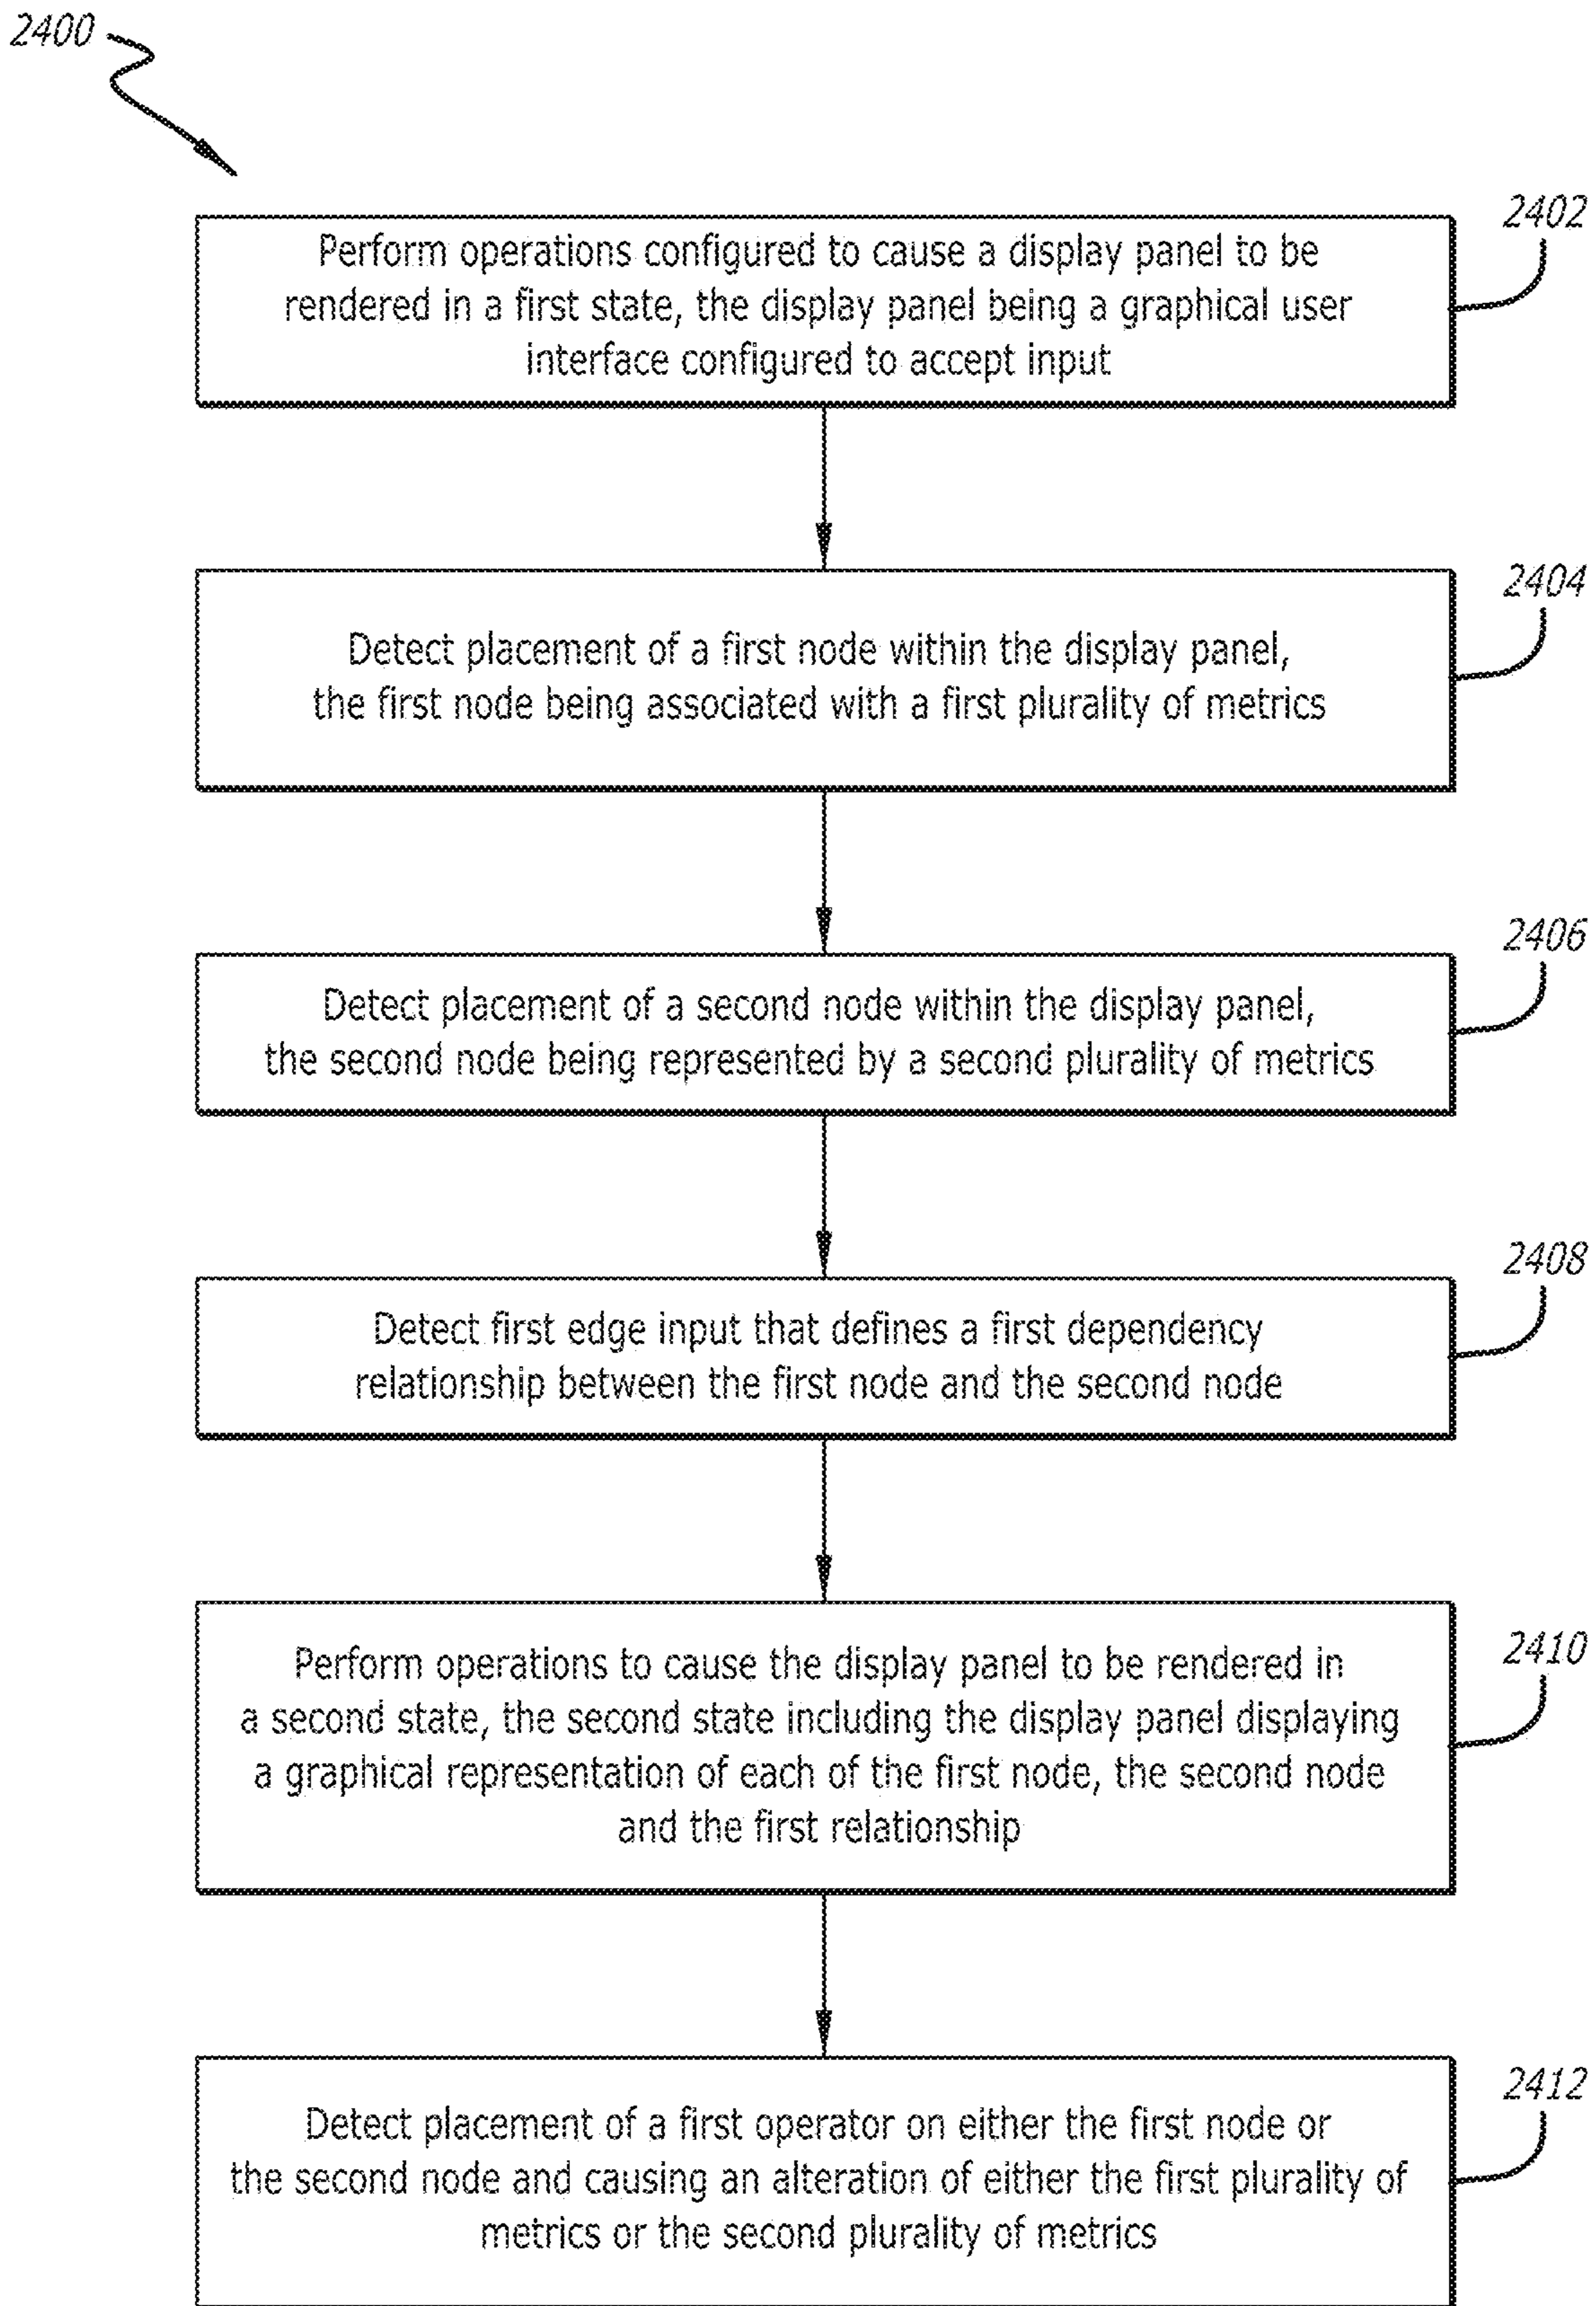 2400
2402
Perform operations configured to cause a display panel to be
rendered in a first state, the display panel being a graphical user
interface configured to accept input
2404
Detect placement of a first node within the display panel,
the first node being associated with a first plurality of metrics
2406
Detect placement of a second node within the display panel,
the second node being represented by a second plurality of metrics
2408
Detect first edge input that defines a first dependency
relationship between the first node and the second node
2410
Perform operations to cause the display panel to be rendered in
a second state, the second state including the display panel displaying
a graphical representation of each of the first node, the second node
and the first relationship
2412
Detect placement of a first operator on either the first node or
the second node and causing an alteration of either the first plurality of
metrics or the second plurality of metrics